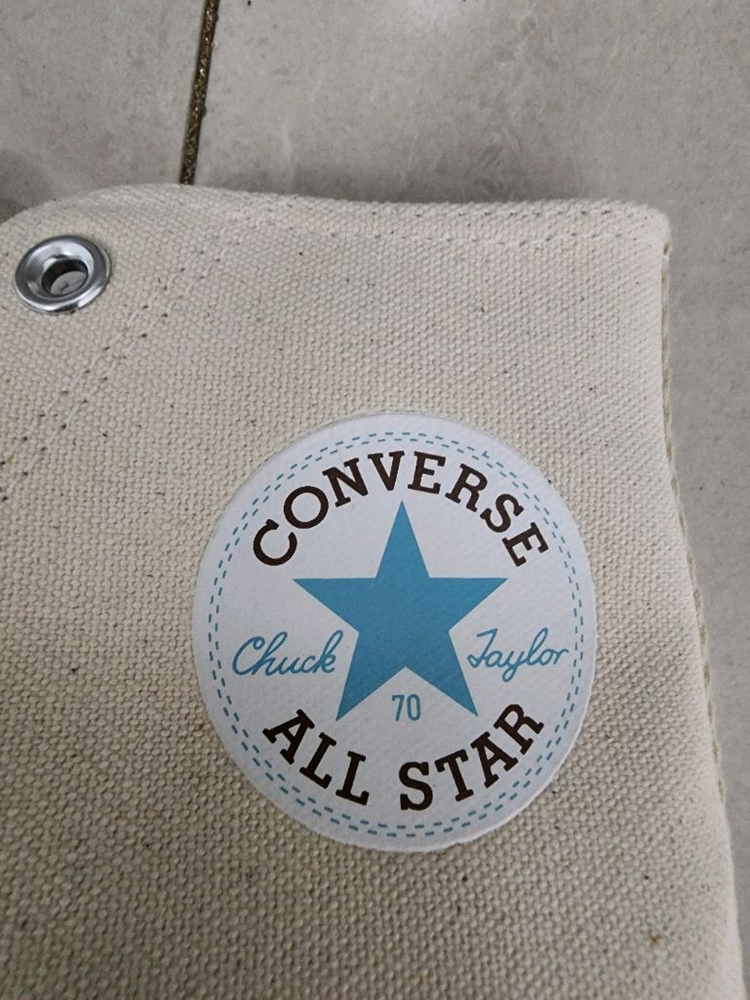 CONVERSE
Chuck Taylor
70
ALL STAR